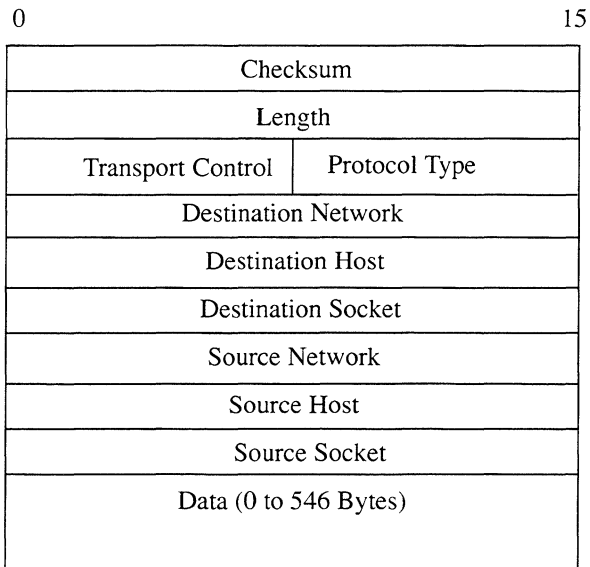 0 15
Checksum
Length
Transport Control Protocol Type
Destination Network
Destination Host
Destination Socket
Source Network
Source Host
Source Socket
Data (0 to 546 Bytes)